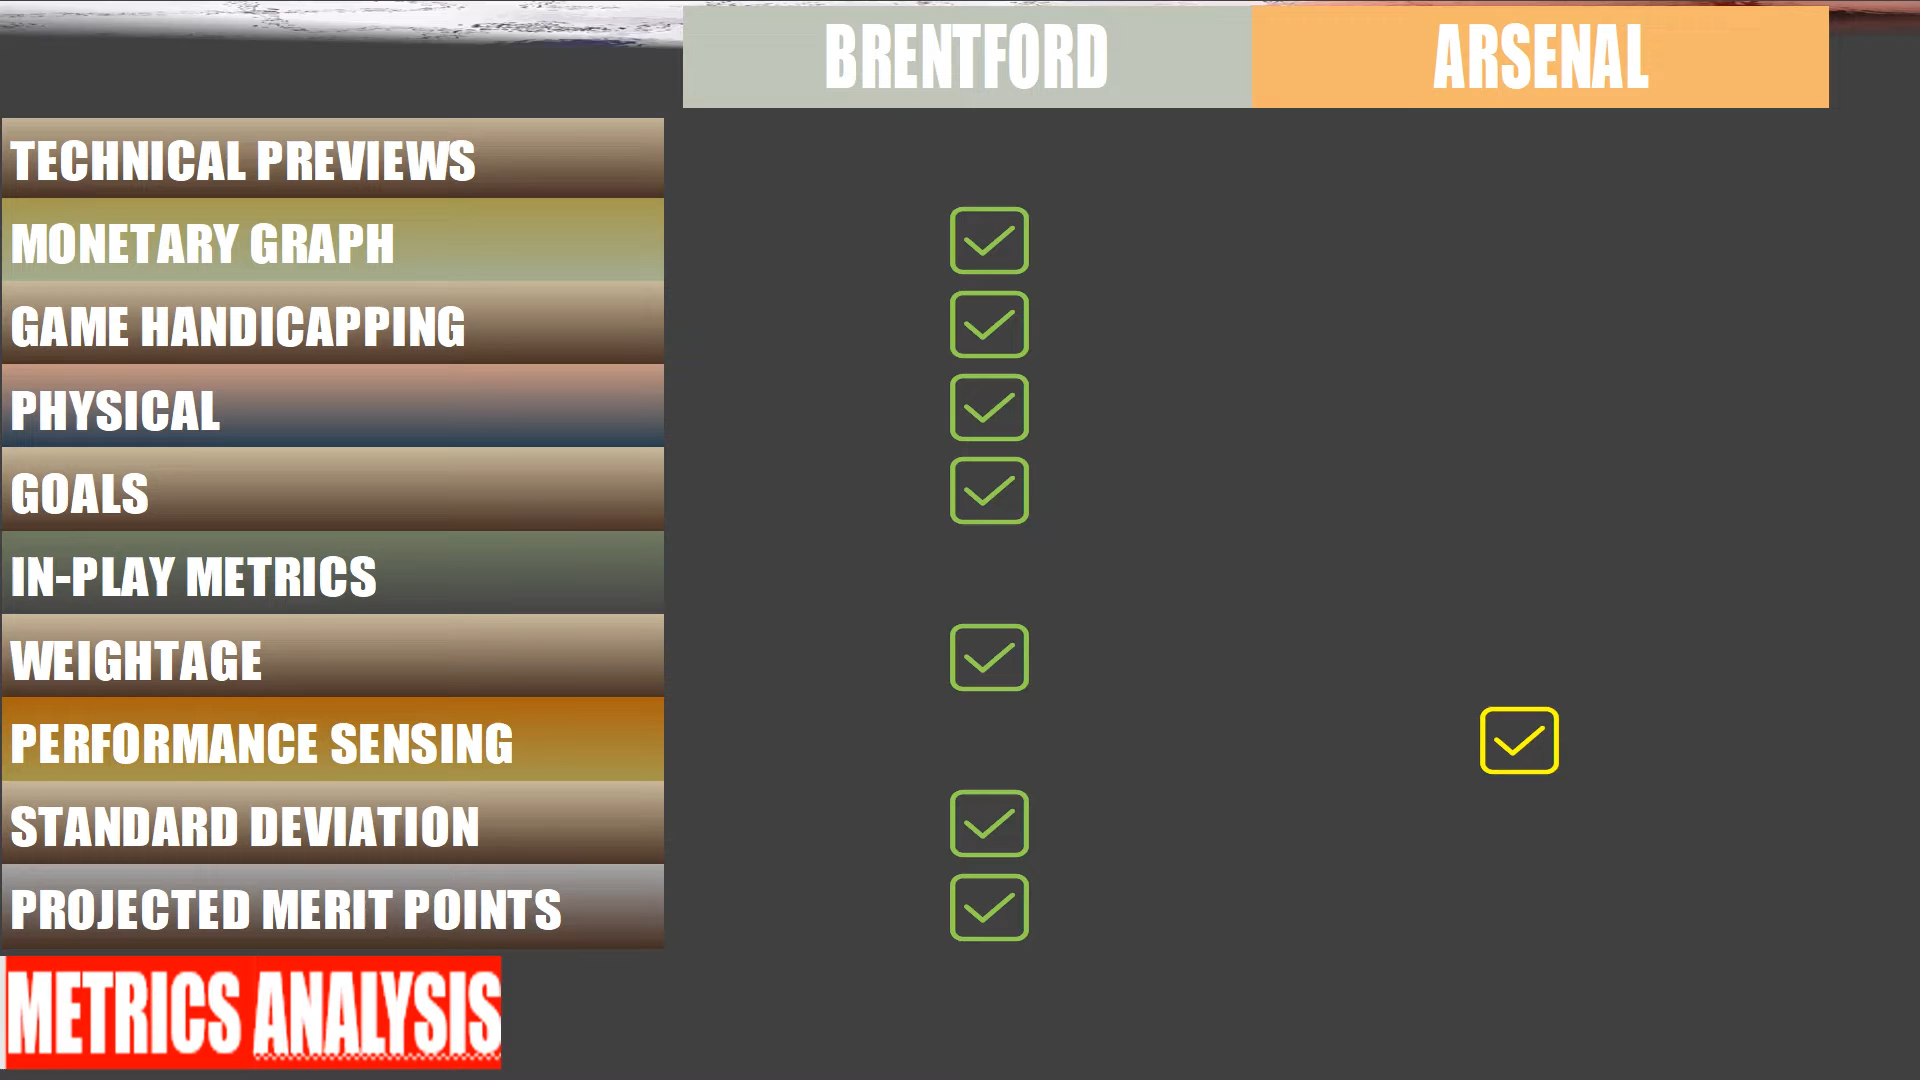 BRENTFORD ARSENAL
TECHNICAL PREVIEWS
MONETARY GRAPH
GAME HANDICAPPING
PHYSICAL
GOALS
IN-PLAY METRICS
WEIGHTAGE
PERFORMANCE SENSING
STANDARD DEVIATION
PROJECTED MERIT POINTS
METRICS ANALYSIS